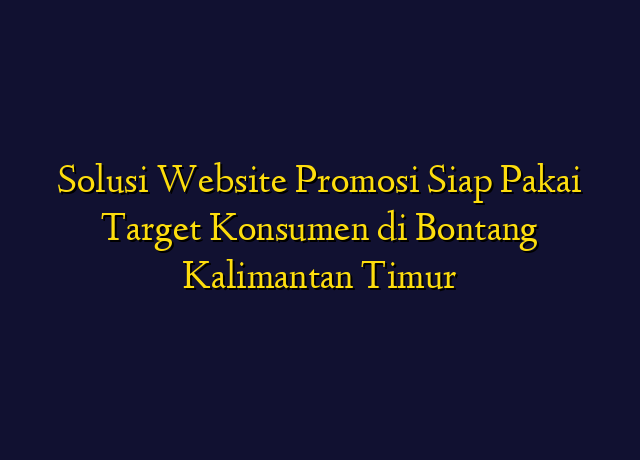 Solusi Website Promosi Siap Pakai
Target Konsumen di Bontang
Kalimantan Timur